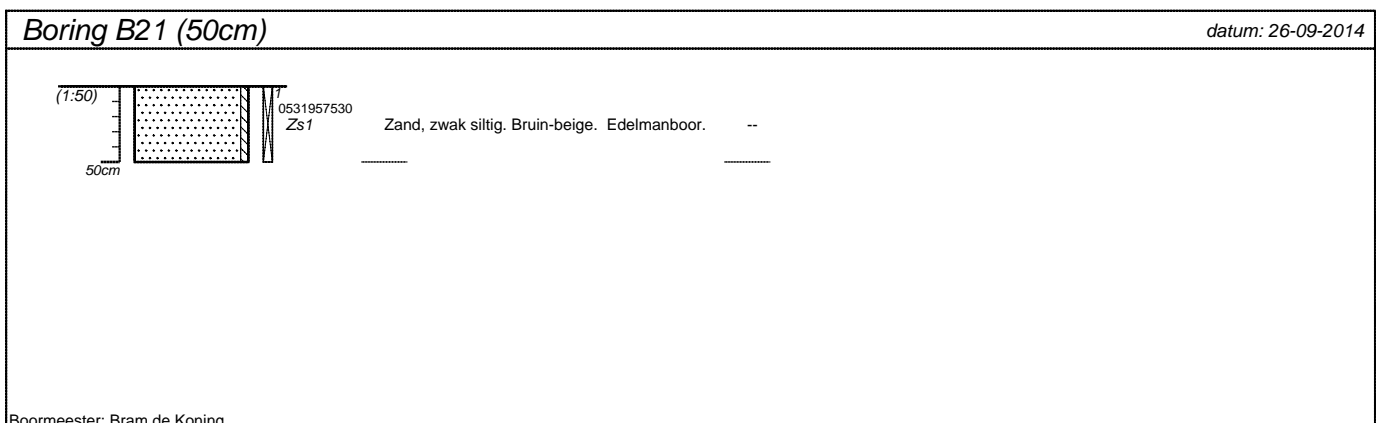 Boring B21 (50cm)
datum: 26-09-2014
(1:50)
1
0531957530
Zs1
Zand, zwak siltig. Bruin-beige. Edelmanboor.
--
50cm
Boormeester: Bram de Koning